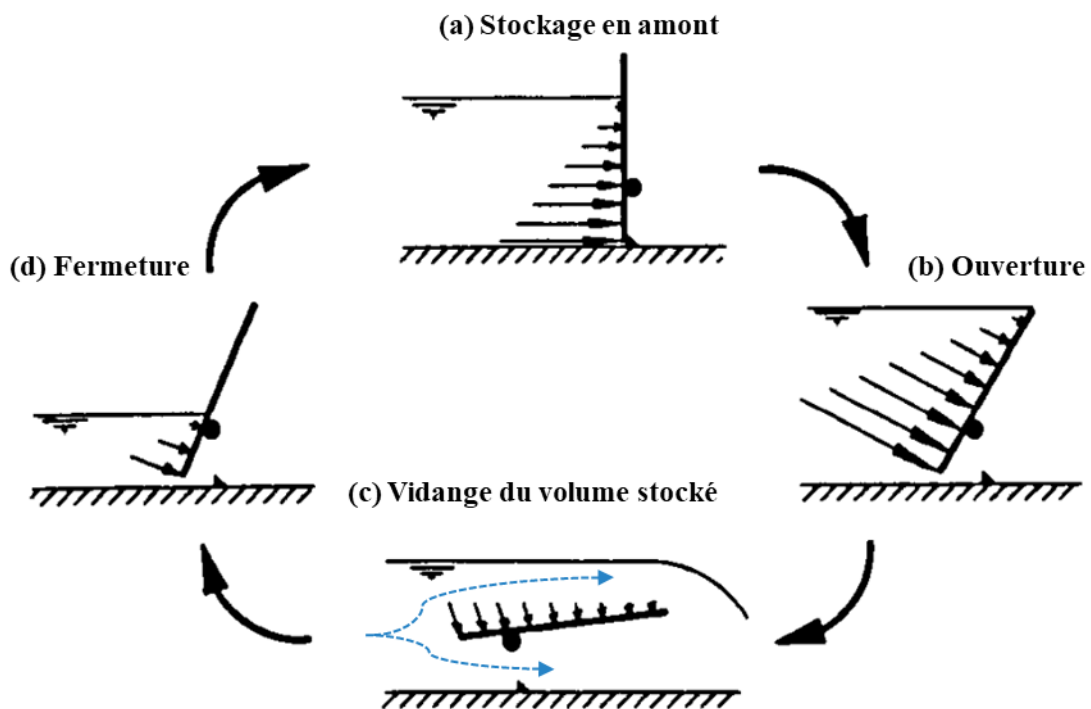 (a) Stockage en amont
(d) Fermeture
(b) Ouverture
(c) Vidange du volume stocké